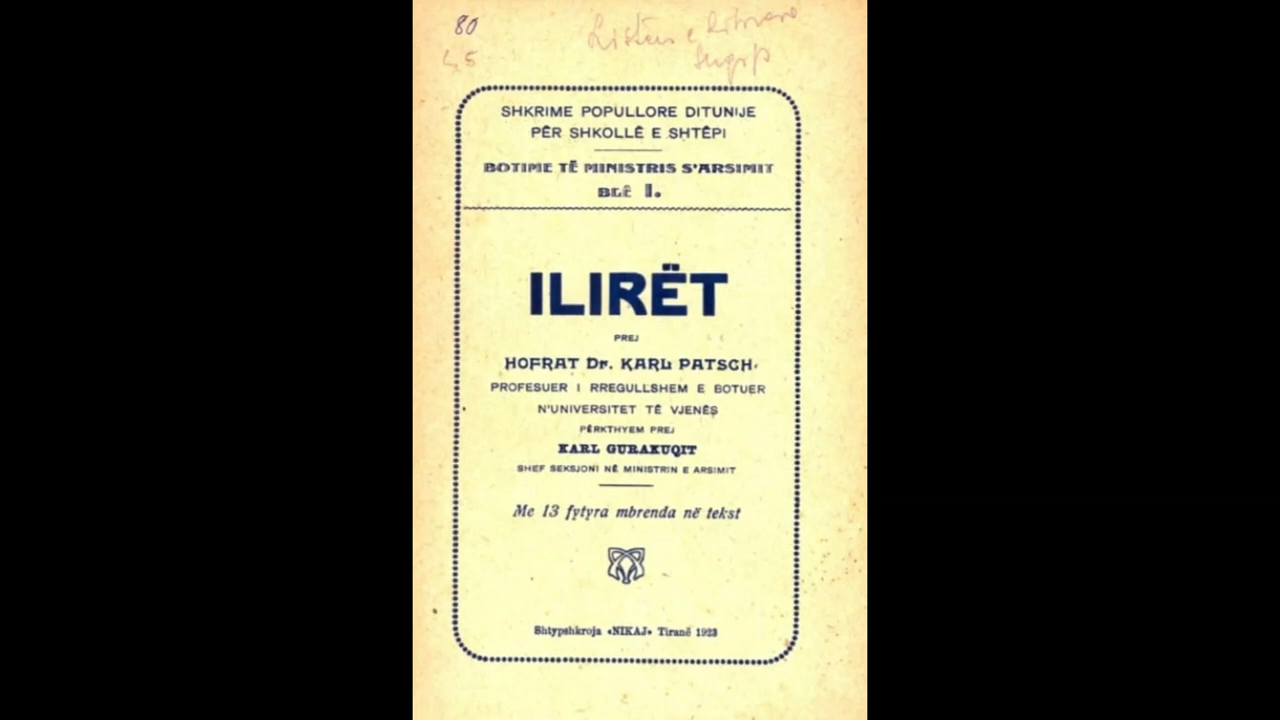 80
SHKRIME POPULLORE DITUNIJE
PËR SHKOLLË E SHTËPI
BOTIME TË MINISTRIS S'ARSIMIT
BLÊ I.
ILIRËT
PREJ
HOFRAT Dr. KARL PATSCH
PROFESUER I RREGULLSHEM E BOTUER
N'UNIVERSITET TË VJENËS
PËRKTHYEM PREJ
KARL GURAKUQIT
SHEF SEKSJONI NË MINISTRIN E ARSIMIT
Me 13 fytyra mbrenda në tekst
Shtypshkroja «NIKAJ» Tiranë 1923